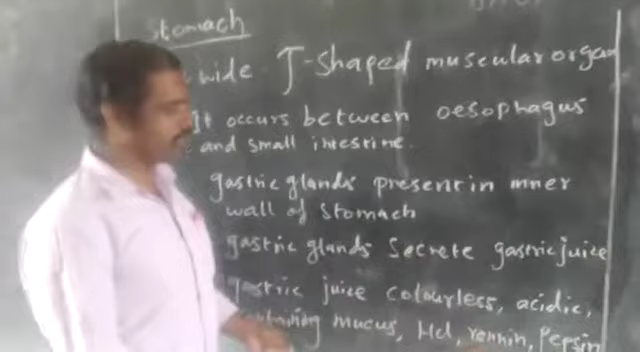 Stomach
wide J-shaped muscular organ
It occurs between oesophagus
and small intestine.
gastric glands present in inner
wall of stomach
gastric glands secrete gastric juice
gastric juice colourless, acidic,
mucus, Hcl, rennin, pepsin